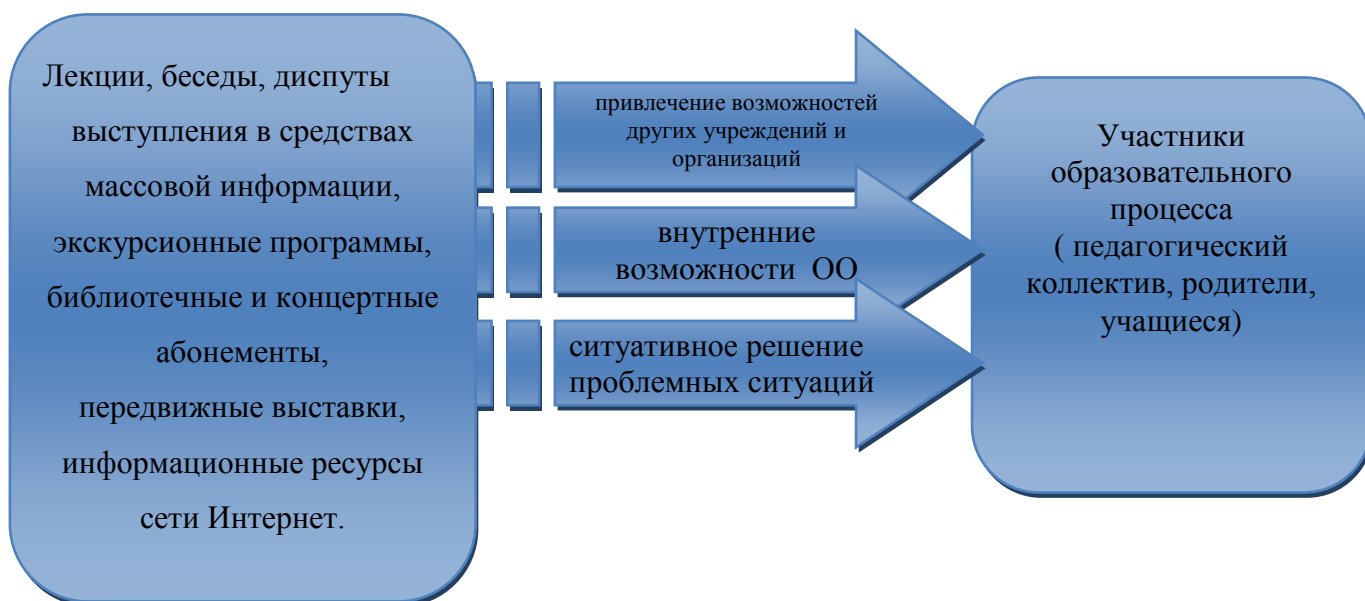 Лекции, беседы, диспуты
выступления в средствах
массовой информации,
экскурсионные программы,
библиотечные и концертные
абонементы,
передвижные выставки,
информационные ресурсы
сети Интернет.
привлечение возможностей
других учреждений и
организаций
внутренние
возможности ОО
ситуативное решение
проблемных ситуаций
Участники
образовательного
процесса
( педагогический
коллектив, родители,
учащиеся)